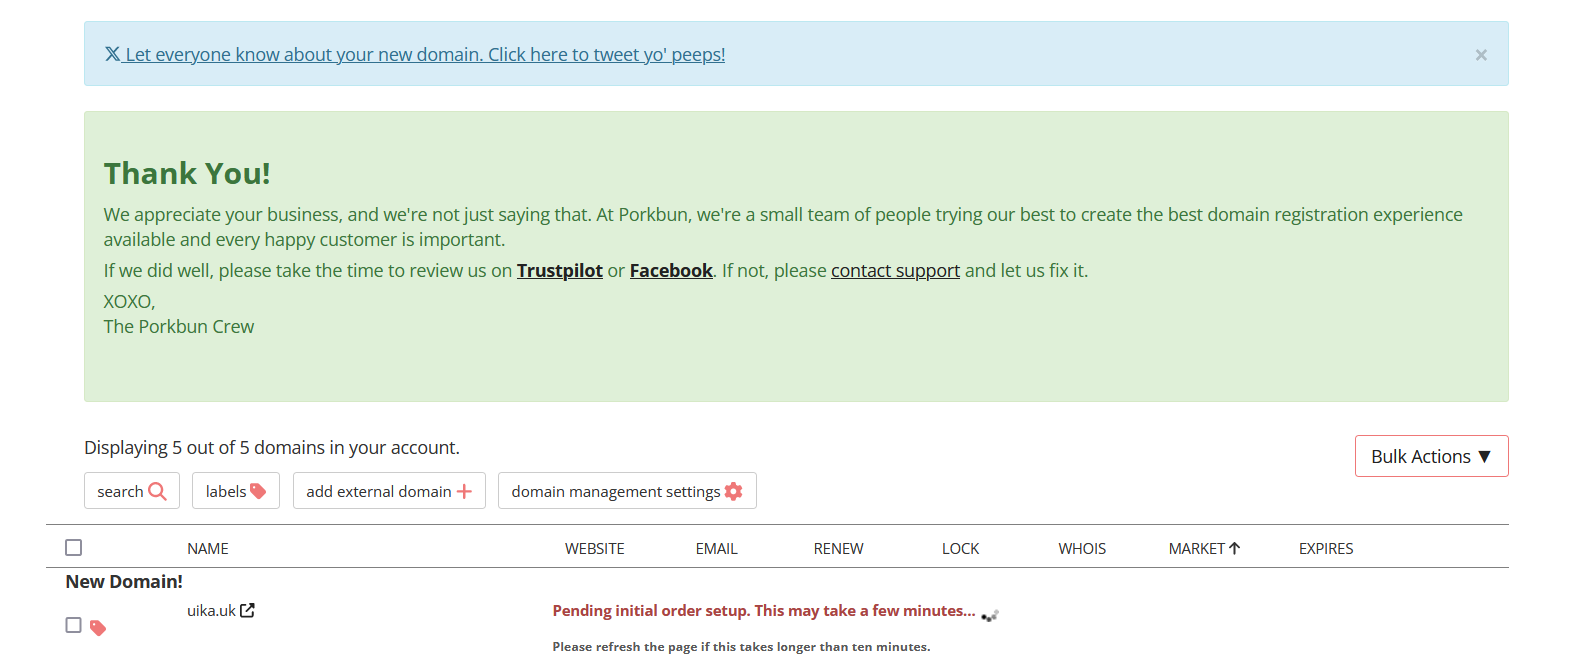 Let everyone know about your new domain. Click here to tweet yo' peeps!
×
Thank You!
We appreciate your business, and we're not just saying that. At Porkbun, we're a small team of people trying our best to create the best domain registration experience
available and every happy customer is important.
If we did well, please take the time to review us on Trustpilot or Facebook. If not, please contact support and let us fix it.
XOXO,
The Porkbun Crew
Displaying 5 out of 5 domains in your account.
Bulk Actions ▼
search labels add external domain + domain management settings
NAME WEBSITE EMAIL RENEW LOCK WHOIS MARKET↑ EXPIRES
New Domain!
uika.uk Pending initial order setup. This may take a few minutes...
Please refresh the page if this takes longer than ten minutes.